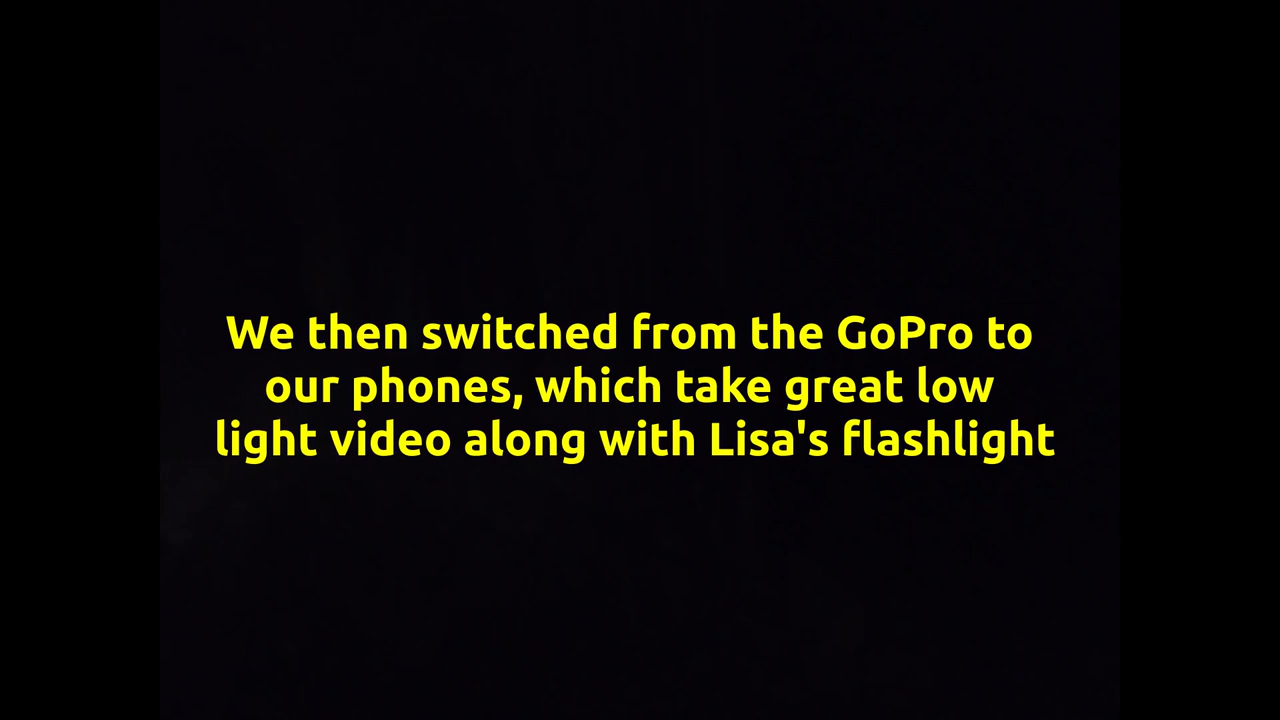 We then switched from the GoPro to
our phones, which take great low
light video along with Lisa's flashlight